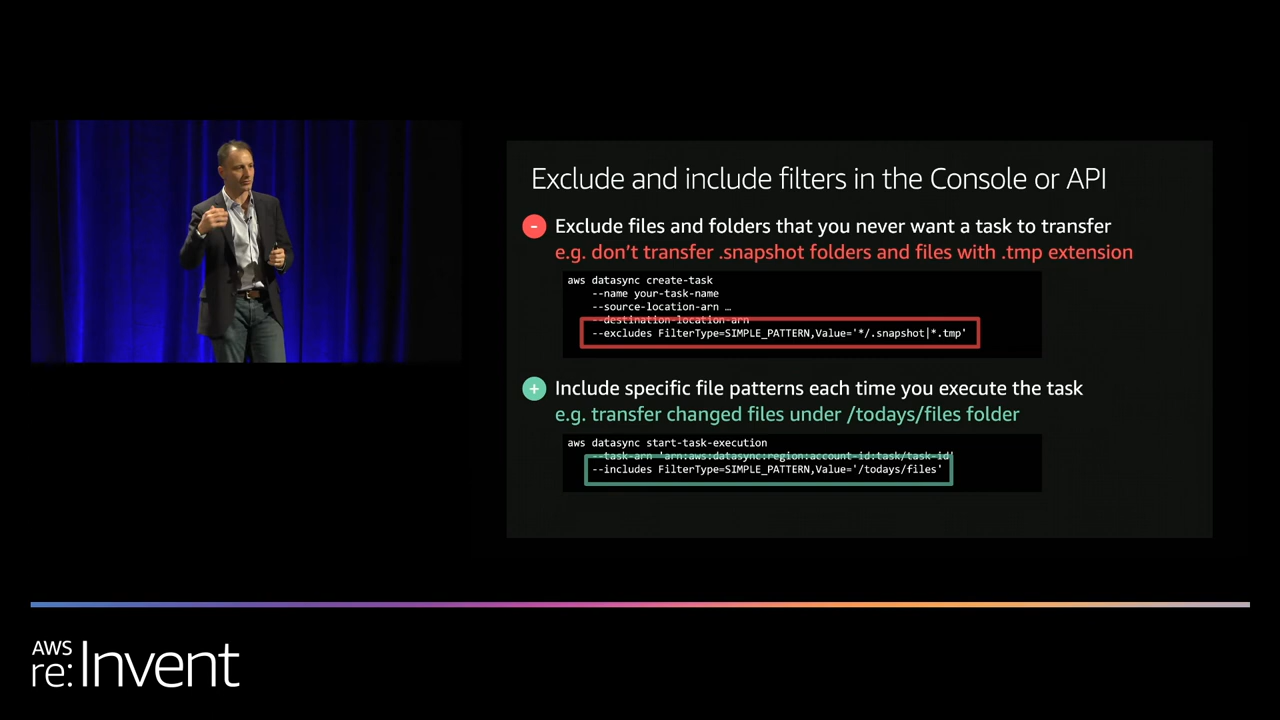 Exclude and include filters in the Console or API
- Exclude files and folders that you never want a task to transfer
e.g. don't transfer .snapshot folders and files with .tmp extension
aws datasync create-task
--name your-task-name
--source-location-arn …
--destination-location-arn
--excludes FilterType=SIMPLE_PATTERN,Value='*/.snapshot|*.tmp'
+ Include specific file patterns each time you execute the task
e.g. transfer changed files under /todays/files folder
aws datasync start-task-execution
--task-arn 'arn:aws:datasync:region:account-id:task/task-id'
--includes FilterType=SIMPLE_PATTERN,Value='/todays/files'
AWS
re:Invent